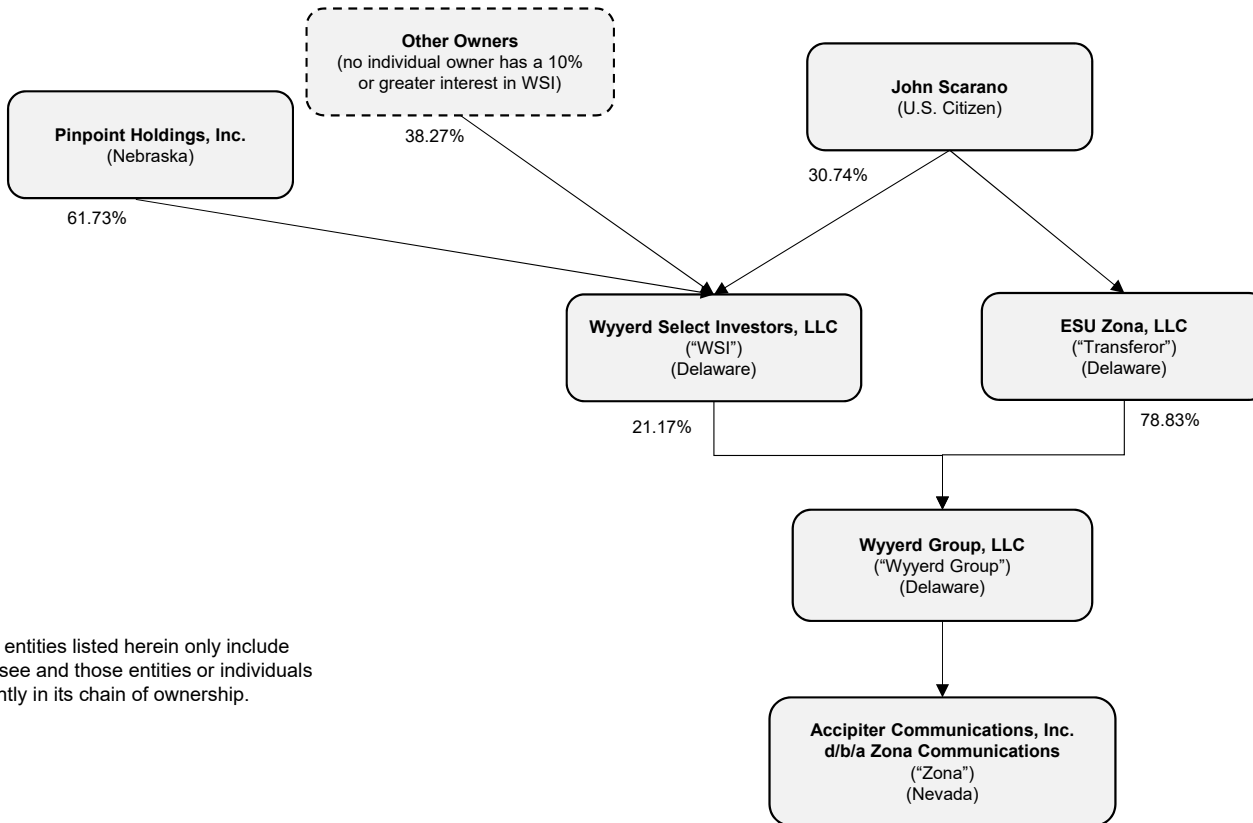 Other Owners
(no individual owner has a 10%
or greater interest in WSI)
John Scarano
(U.S. Citizen)
Pinpoint Holdings, Inc.
(Nebraska)
38.27%
30.74%
61.73%
Wyyerd Select Investors, LLC
(“WSI”)
(Delaware)
ESU Zona, LLC
(“Transferor”)
(Delaware)
21.17%
78.83%
Wyyerd Group, LLC
(“Wyyerd Group”)
(Delaware)
entities listed herein only include
see and those entities or individuals
ntly in its chain of ownership.
Accipiter Communications, Inc.
d/b/a Zona Communications
(“Zona”)
(Nevada)